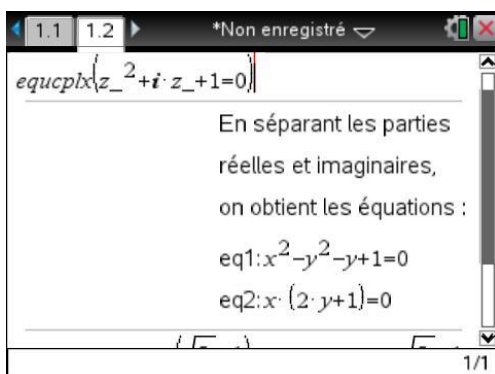 1.1 1.2 *Non enregistré
equcplx(z_²+i·z_+1=0)
En séparant les parties
réelles et imaginaires,
on obtient les équations :
eq1:x²−y²−y+1=0
eq2:x·(2·y+1)=0
1/1